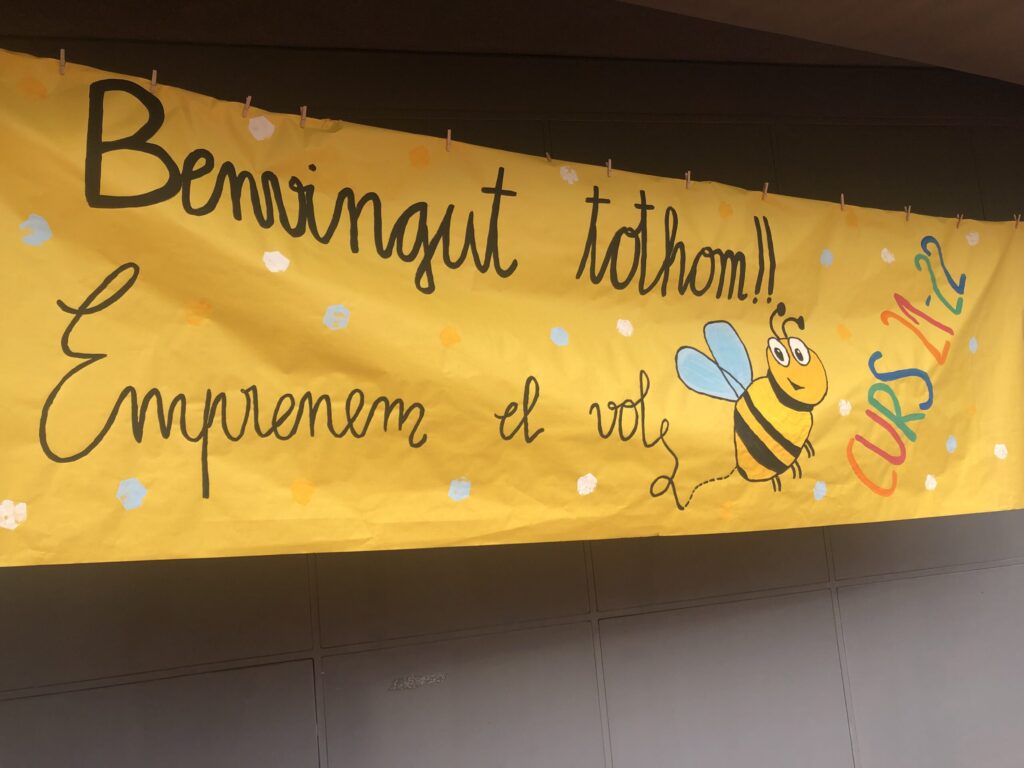 Benvingut tothom!!
Emprenem el vol
CURS 21-22